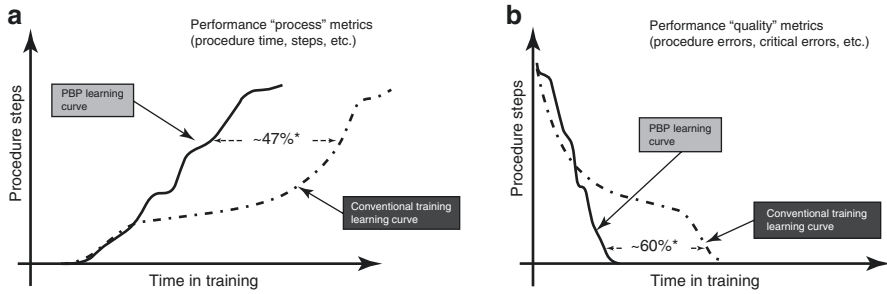 a
Performance “process” metrics
(procedure time, steps, etc.)
Procedure steps
PBP learning
curve
~47%*
Conventional training
learning curve
Time in training
b
Performance “quality” metrics
(procedure errors, critical errors, etc.)
Procedure steps
PBP learning
curve
Conventional training
learning curve
~60%*
Time in training